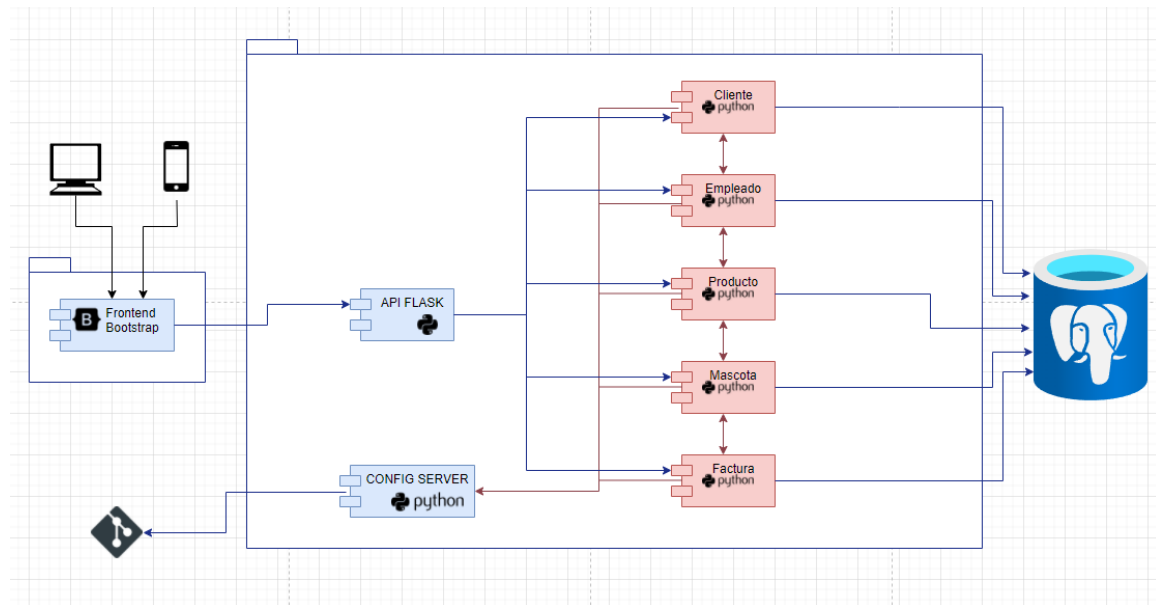 Cliente
python
Empleado
python
Producto
python
Mascota
python
Factura
python
API FLASK
CONFIG SERVER
python
B
Frontend
Bootstrap